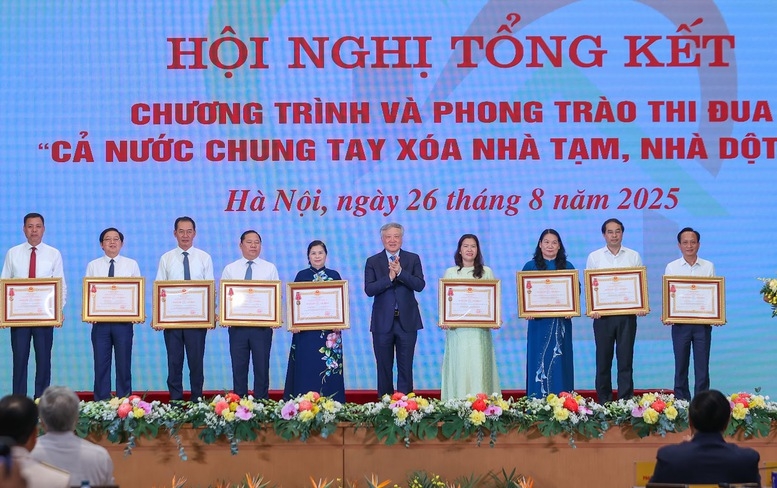 HỘI NGHỊ TỔNG KẾT
CHƯƠNG TRÌNH VÀ PHONG TRÀO THI ĐUA
“CẢ NƯỚC CHUNG TAY XÓA NHÀ TẠM, NHÀ DỘT
Hà Nội, ngày 26 tháng 8 năm 2025